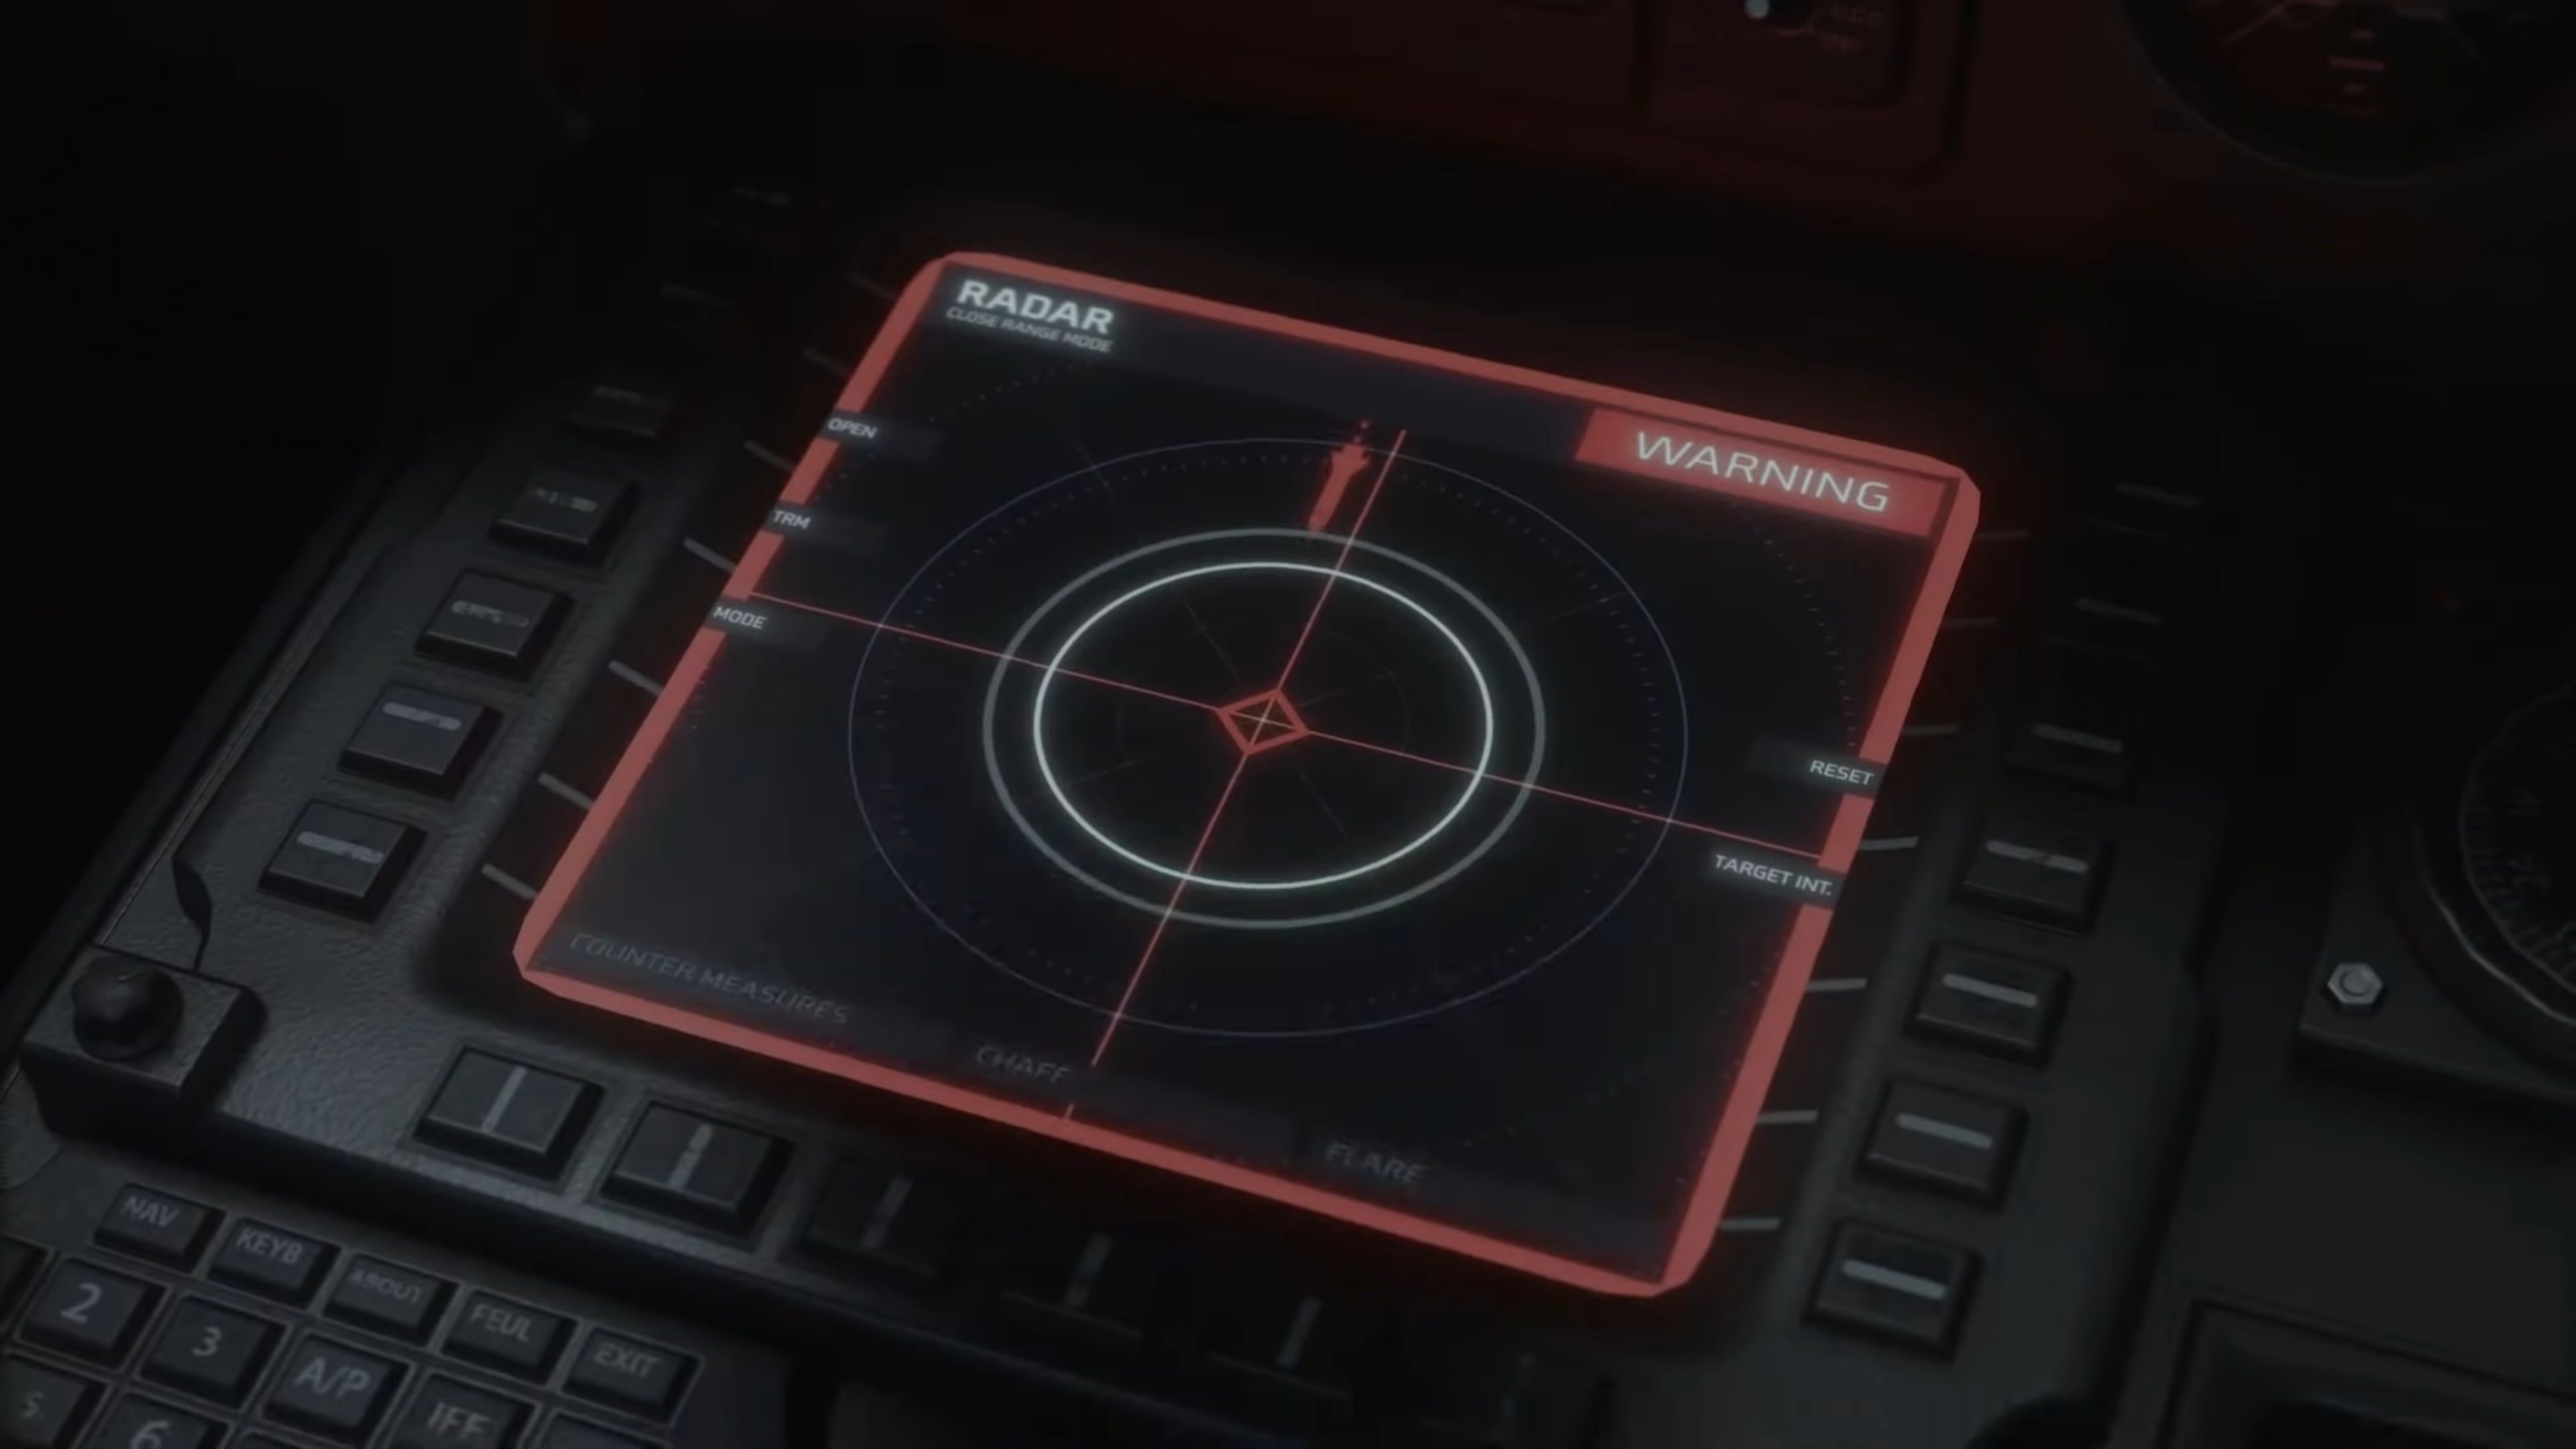 RADAR
CLOSE RANGE MODE
WARNING
OPEN
TRM
MODE
RESET
TARGET INT.
COUNTER MEASURES
CHAFF
FLARE
NAV
KEYB
ABOUT
FEUL
EXIT
2
3
A/P
IFF
6